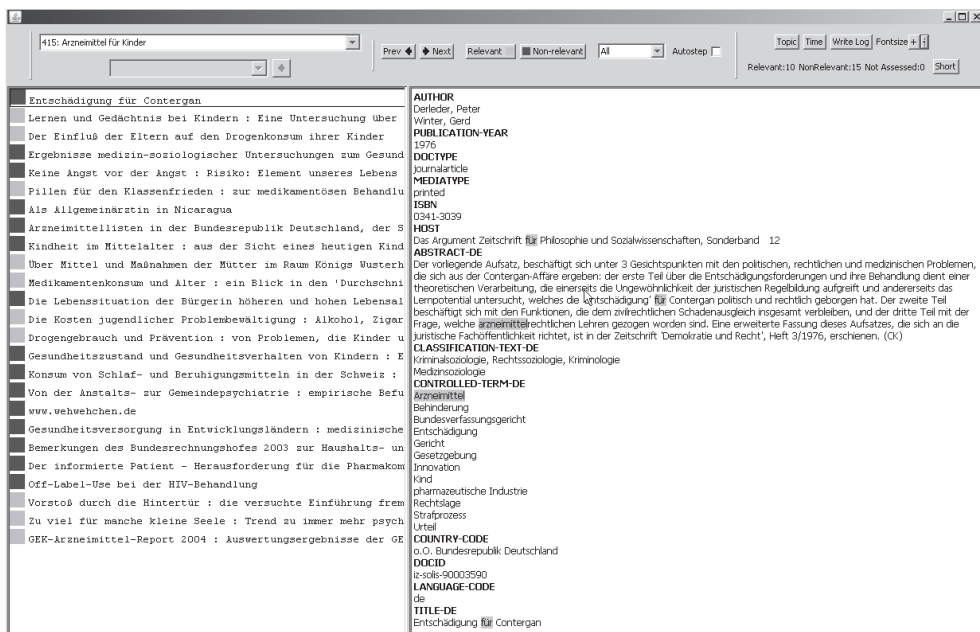 415: Arzneimittel für Kinder
Prev Next Relevant Non-relevant All Autostep
Topic Time Write Log Fontsize + -
Relevant:10 NonRelevant:15 Not Assessed:0 Short
Entschädigung für Contergan
Lernen und Gedächtnis bei Kindern : Eine Untersuchung über
Der Einfluß der Eltern auf den Drogenkonsum ihrer Kinder
Ergebnisse medizin-soziologischer Untersuchungen zum Gesund
Keine Angst vor der Angst : Risiko: Element unseres Lebens
Pillen für den Klassenfrieden : zur medikamentösen Behandlu
Als Allgemeinärztin in Nicaragua
Arzneimittellisten in der Bundesrepublik Deutschland, der S
Kindheit im Mittelalter : aus der Sicht eines heutigen Kind
Über Mittel und Maßnahmen der Mütter im Raum Königs Wusterh
Medikamentenkonsum und Alter : ein Blick in den 'Durchschni
Die Lebenssituation der Bürgerin höheren und hohen Lebensal
Die Kosten jugendlicher Problembewältigung : Alkohol, Zigar
Drogengebrauch und Prävention : von Problemen, die Kinder u
Gesundheitszustand und Gesundheitsverhalten von Kindern : E
Konsum von Schlaf- und Beruhigungsmitteln in der Schweiz :
Von der Anstalts- zur Gemeindepsychiatrie : empirische Befu
www.wehwehchen.de
Gesundheitsversorgung in Entwicklungsländern : medizinische
Bemerkungen des Bundesrechnungshofes 2003 zur Haushalts- un
Der informierte Patient - Herausforderung für die Pharmakom
Off-Label-Use bei der HIV-Behandlung
Vorstoß durch die Hintertür : die versuchte Einführung frem
Zu viel für manche kleine Seele : Trend zu immer mehr psych
GEK-Arzneimittel-Report 2004 : Auswertungsergebnisse der GE
AUTHOR
Derleder, Peter
Winter, Gerd
PUBLICATION-YEAR
1976
DOCTYPE
journalarticle
MEDIATYPE
printed
ISBN
0341-3039
HOST
Das Argument Zeitschrift für Philosophie und Sozialwissenschaften, Sonderband 12
ABSTRACT-DE
Der vorliegende Aufsatz, beschäftigt sich unter 3 Gesichtspunkten mit den politischen, rechtlichen und medizinischen Problemen,
die sich aus der Contergan-Affäre ergeben: der erste Teil über die Entschädigungsforderungen und ihre Behandlung dient einer
theoretischen Verarbeitung, die einerseits die Ungewöhnlichkeit der juristischen Regelbildung aufgreift und andererseits das
Lernpotential untersucht, welches die 'Entschädigung' für Contergan politisch und rechtlich geborgen hat. Der zweite Teil
beschäftigt sich mit den Funktionen, die dem zivilrechtlichen Schadenausgleich insgesamt verbleiben, und der dritte Teil mit der
Frage, welche arzneimittelrechtlichen Lehren gezogen worden sind. Eine erweiterte Fassung dieses Aufsatzes, die sich an die
juristische Fachöffentlichkeit richtet, ist in der Zeitschrift 'Demokratie und Recht', Heft 3/1976, erschienen. (CK)
CLASSIFICATION-TEXT-DE
Kriminalsoziologie, Rechtssoziologie, Kriminologie
Medizinsoziologie
CONTROLLED-TERM-DE
Arzneimittel
Behinderung
Bundesverfassungsgericht
Entschädigung
Gericht
Gesetzgebung
Innovation
Kind
pharmazeutische Industrie
Rechtslage
Strafprozess
Urteil
COUNTRY-CODE
o.O. Bundesrepublik Deutschland
DOCID
iz-solis-90003590
LANGUAGE-CODE
de
TITLE-DE
Entschädigung für Contergan